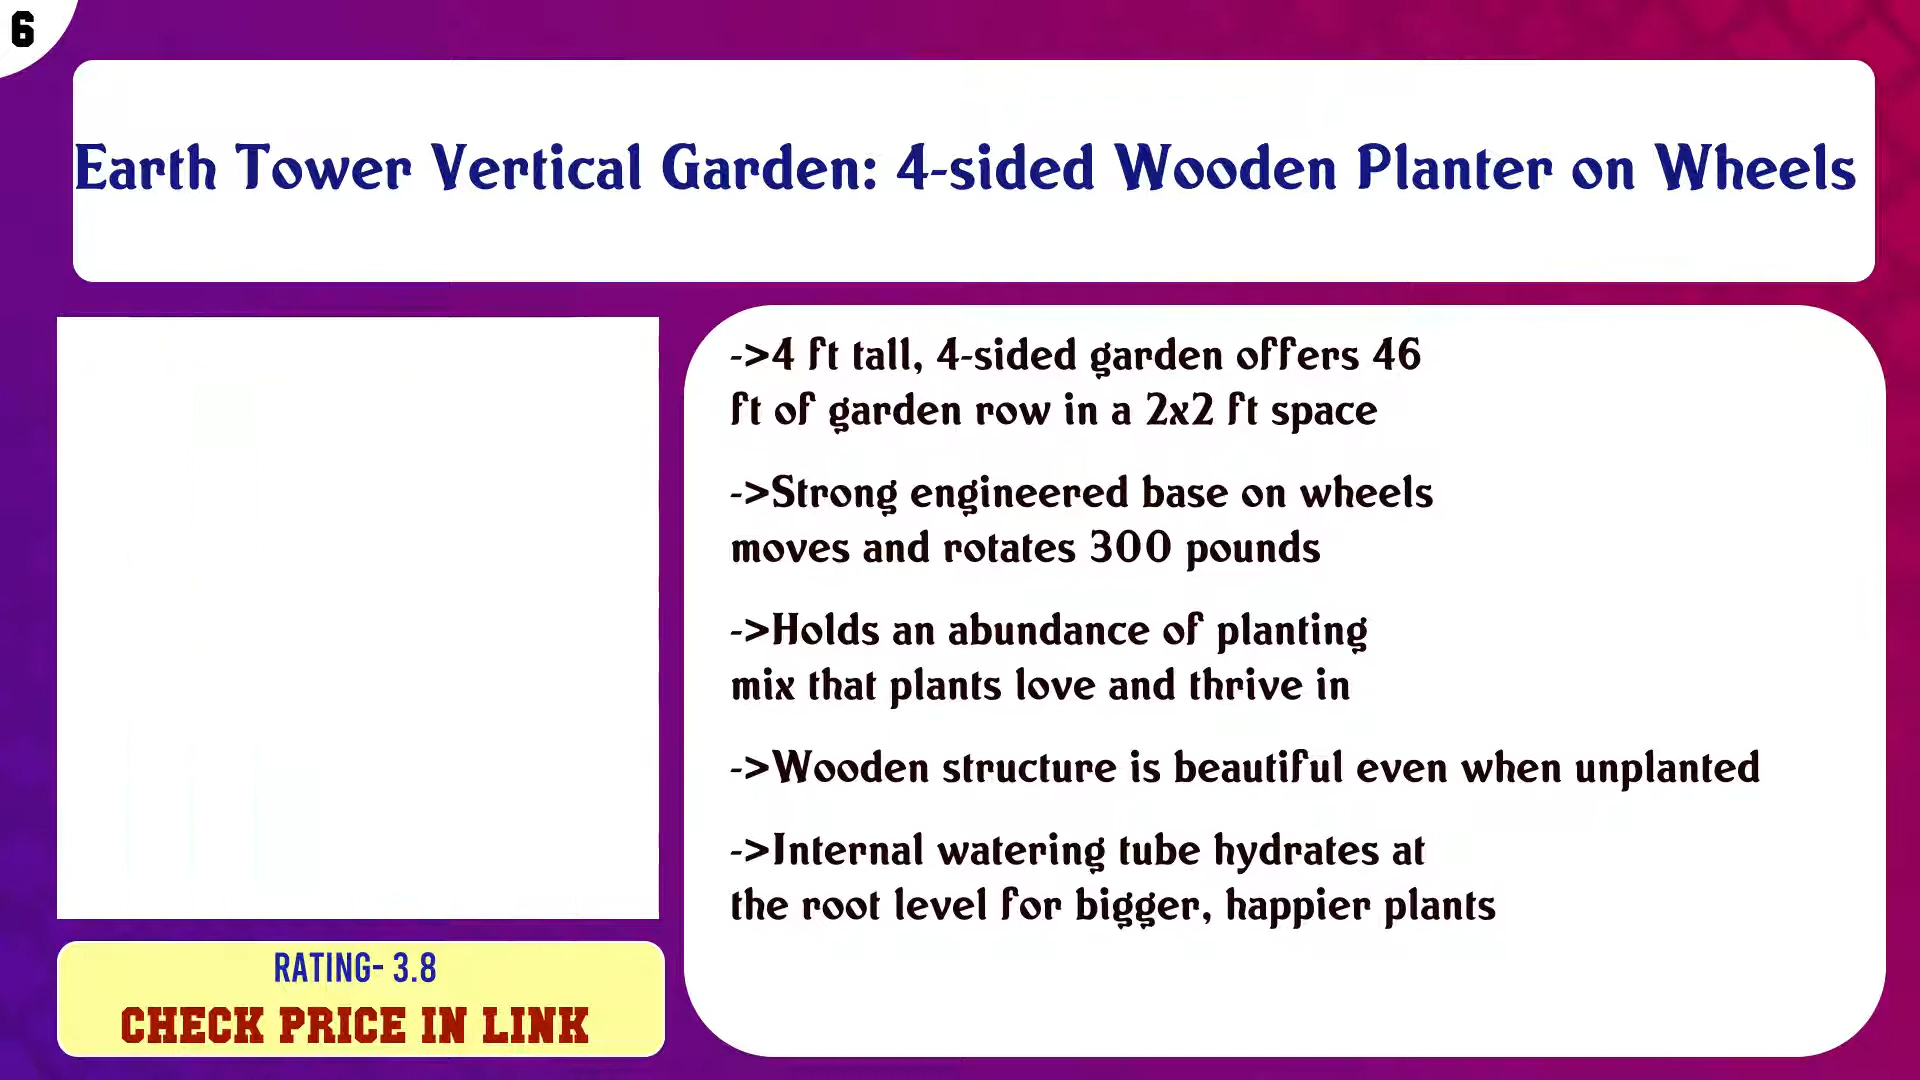 6
Earth Tower Vertical Garden: 4-sided Wooden Planter on Wheels
->4 ft tall, 4-sided garden offers 46
ft of garden row in a 2x2 ft space
->Strong engineered base on wheels
moves and rotates 300 pounds
->Holds an abundance of planting
mix that plants love and thrive in
->Wooden structure is beautiful even when unplanted
->Internal watering tube hydrates at
the root level for bigger, happier plants
RATING- 3.8
CHECK PRICE IN LINK